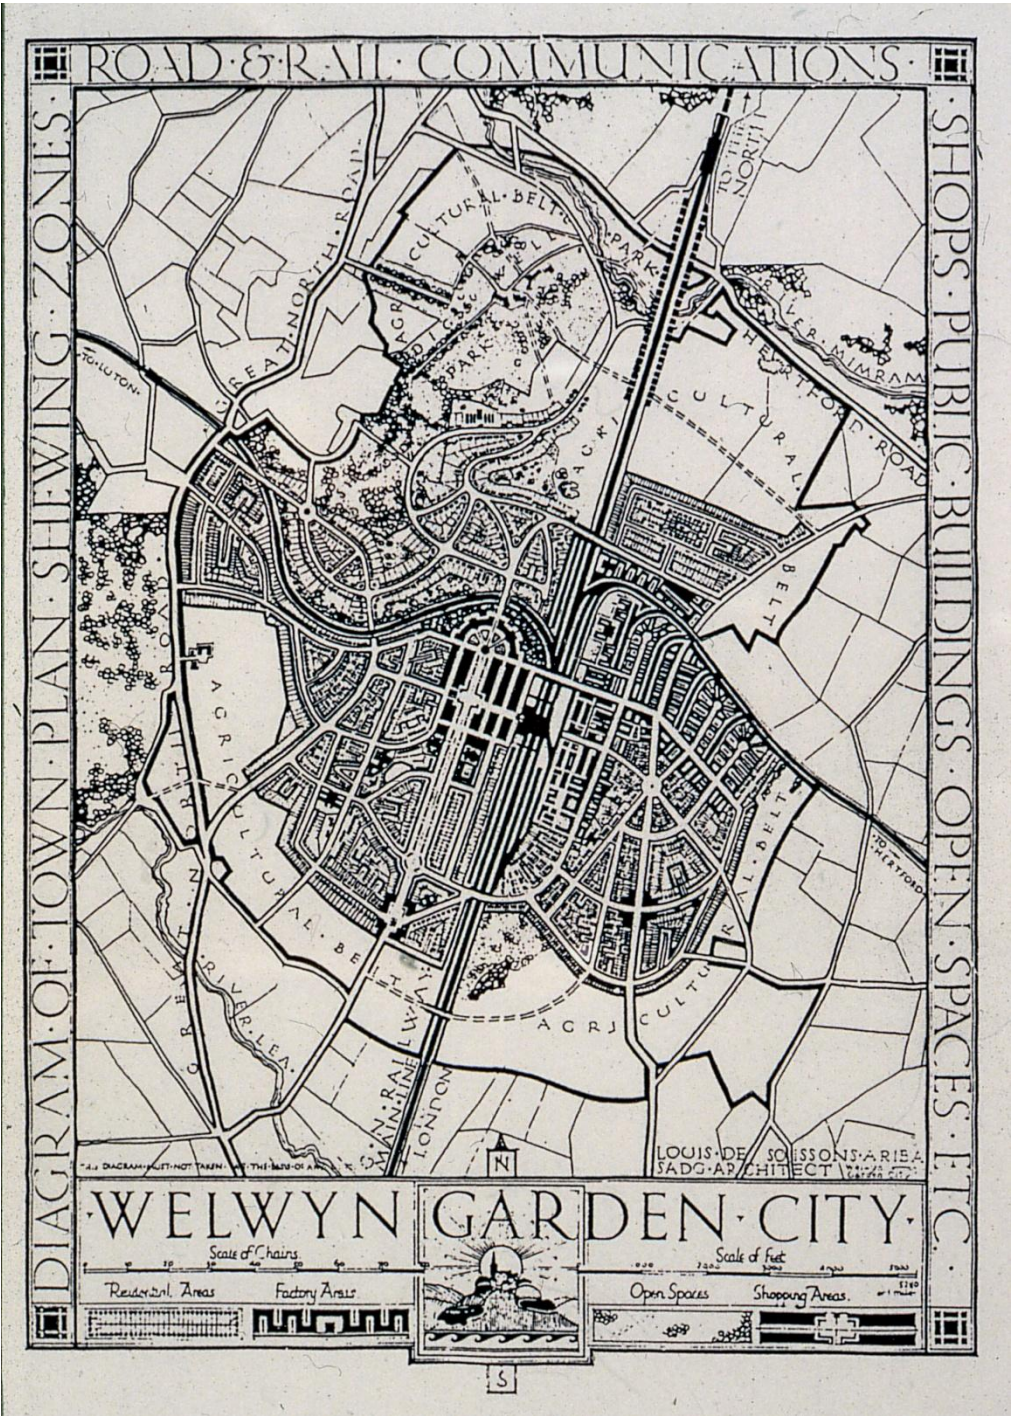 ROAD·&·RAIL·COMMUNICATIONS·
DIAGRAM·OF·TOWN·PLAN·SHEWING·ZONES·
·SHOPS·PUBLIC·BUILDINGS·OPEN·SPACES·ETC.·
TO·THE NORTH
GREAT·NORTH·ROAD
AGRICULTURAL·BELT
PARK
PARK
TO·LUTON·
RIVER·MIMRAM
HERTFORD·ROAD
AGRICULTURAL BELT
GREAT NORTH ROAD
AGRICULTURAL·BELT
TO HERTFORD
AGRICULTURAL·BELT
RIVER·LEA
MAIN·LINE
LONDON
N
LOUIS·DE SOISSONS·ARIBA
SADG·ARCHITECT
·WELWYN GARDEN·CITY·
Scale of Chains.
Scale of Feet
Residential Areas
Factory Areas
Open Spaces
Shopping Areas.
S